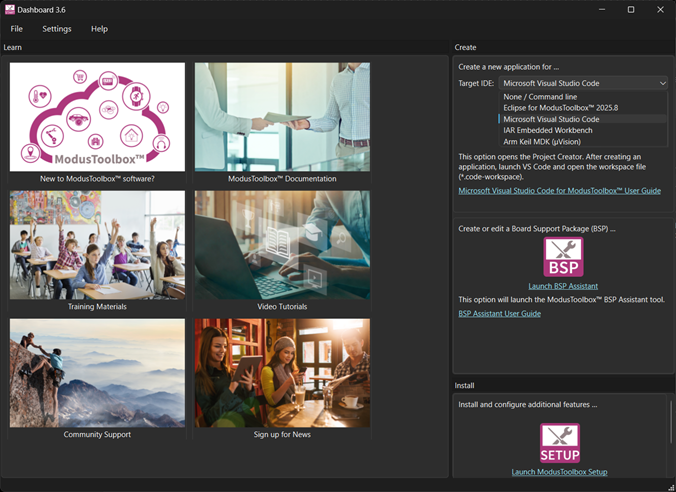 Dashboard 3.6
File Settings Help
Learn
ModusToolbox™
New to ModusToolbox™ software?
ModusToolbox™ Documentation
Training Materials
Video Tutorials
Community Support
Sign up for News
Create
Create a new application for ...
Target IDE: Microsoft Visual Studio Code
None / Command line
Eclipse for ModusToolbox™ 2025.8
Microsoft Visual Studio Code
IAR Embedded Workbench
Arm Keil MDK (µVision)
This option opens the Project Creator. After creating an
application, launch VS Code and open the workspace file
(*.code-workspace).
Microsoft Visual Studio Code for ModusToolbox™ User Guide
Create or edit a Board Support Package (BSP) ...
BSP
Launch BSP Assistant
This option will launch the ModusToolbox™ BSP Assistant tool.
BSP Assistant User Guide
Install
Install and configure additional features ...
SETUP
Launch ModusToolbox Setup